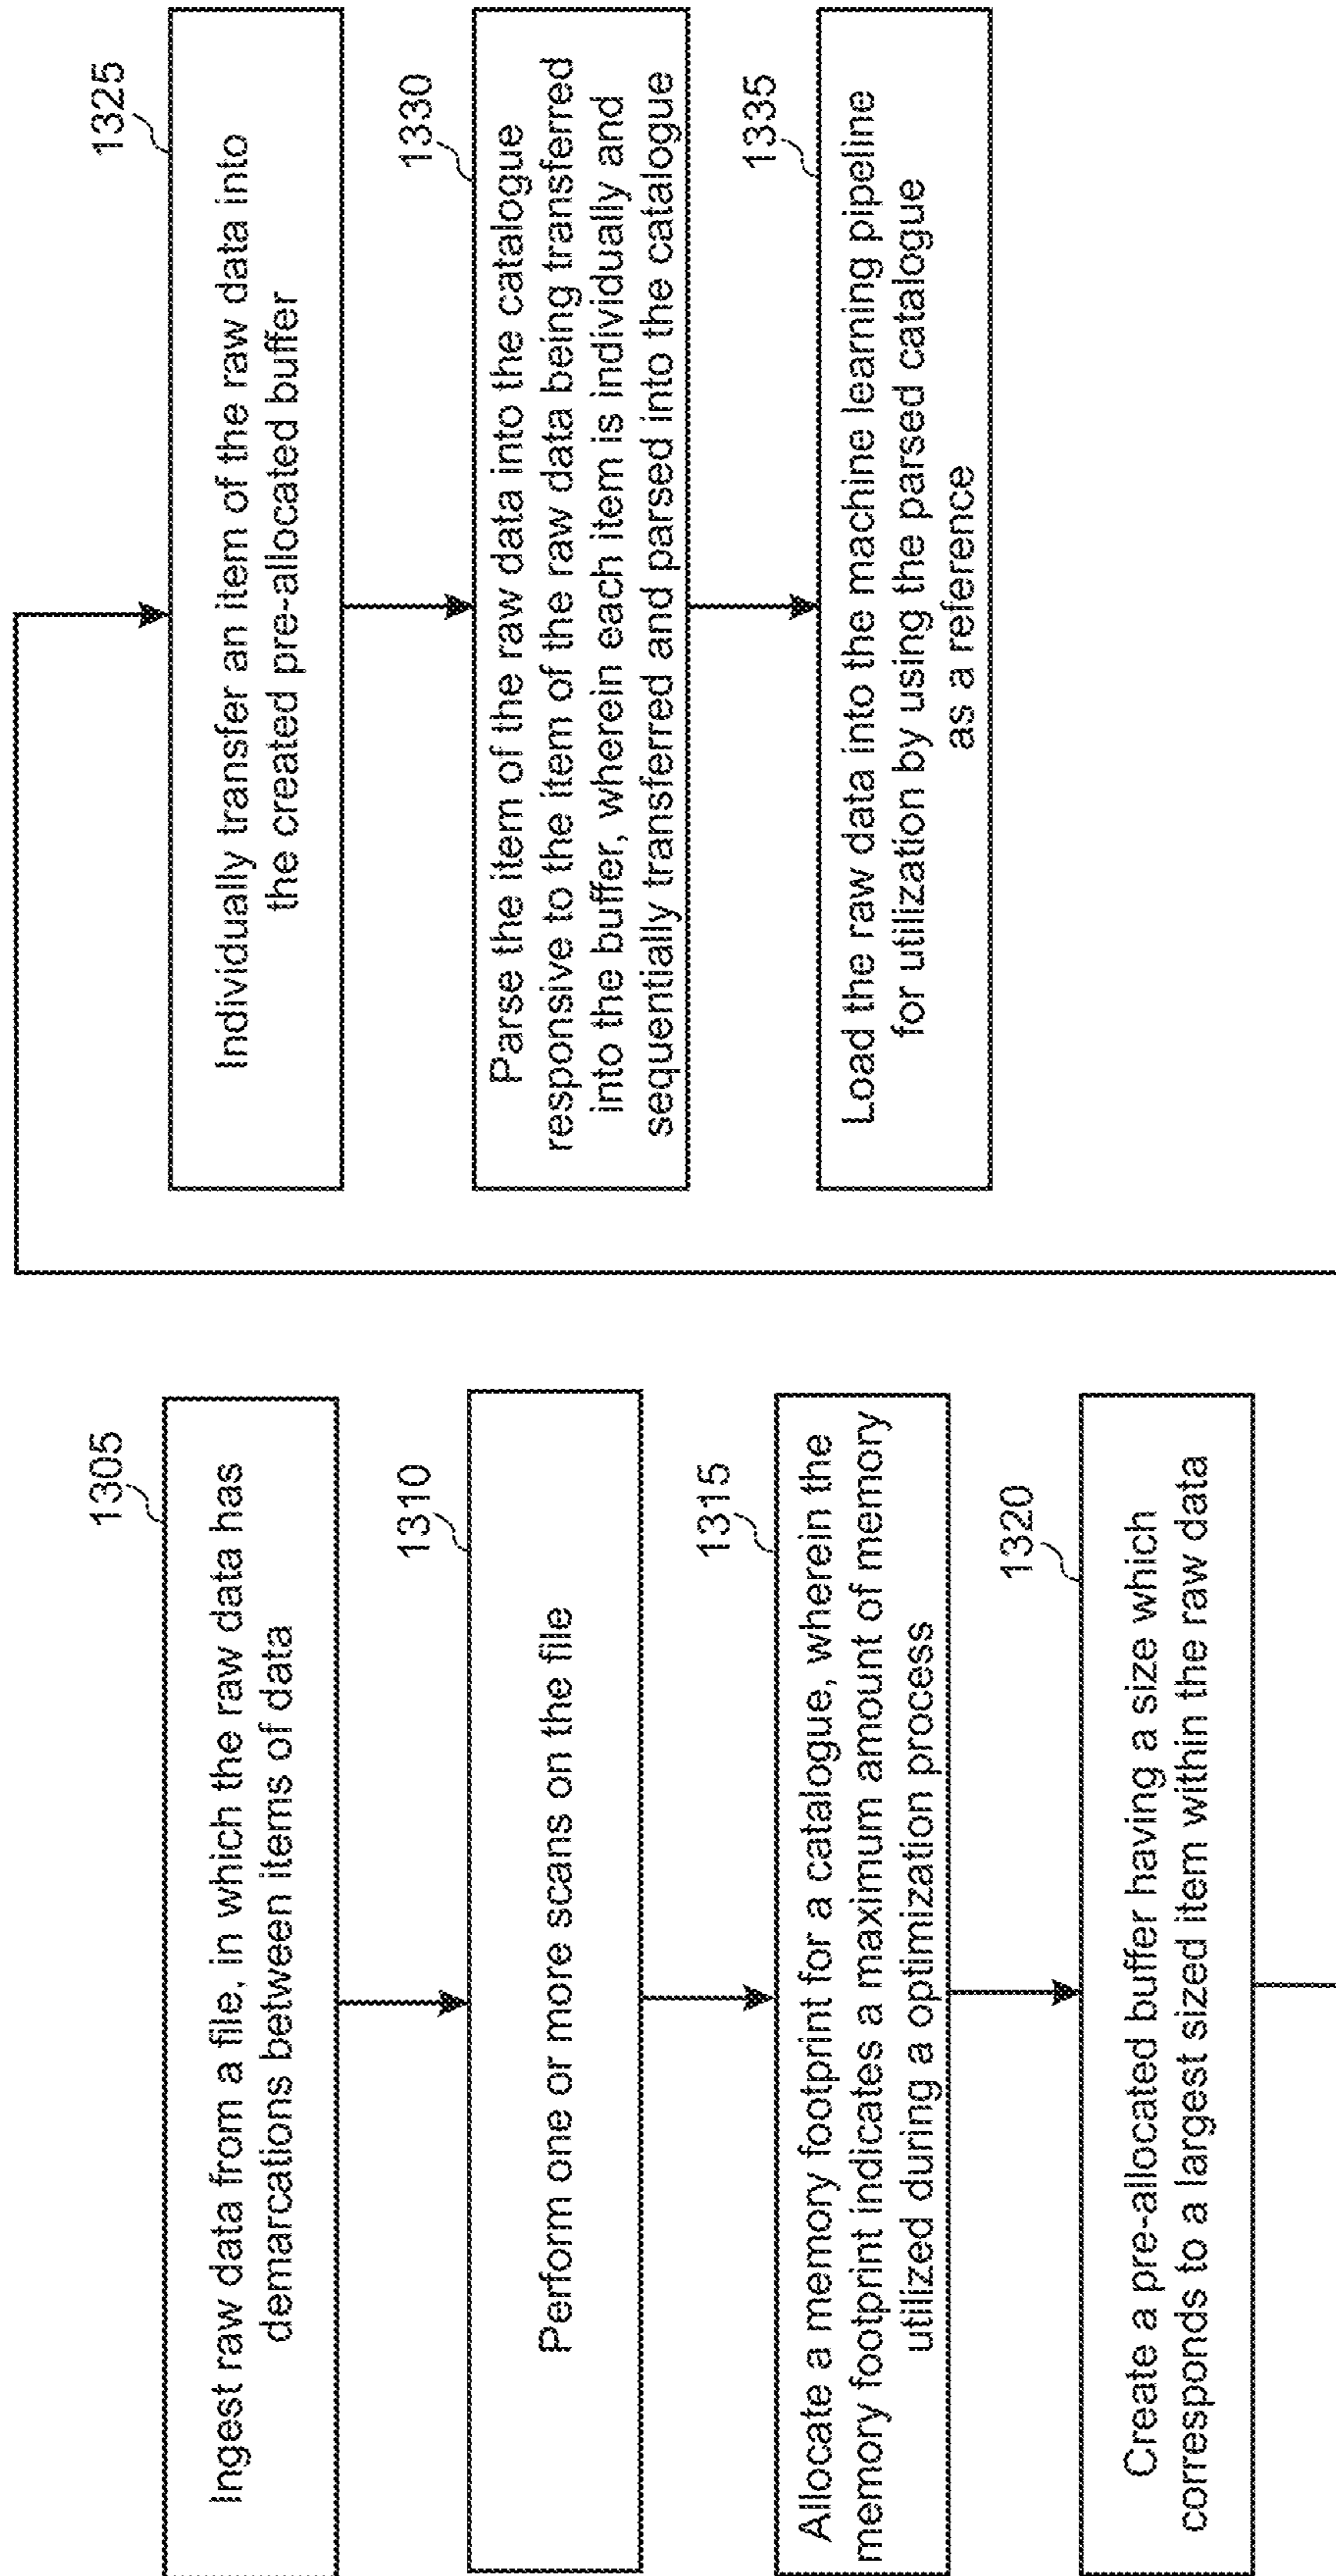 1305
Ingest raw data from a file, in which the raw data has
demarcations between items of data
1310
Perform one or more scans on the file
1315
Allocate a memory footprint for a catalogue, wherein the
memory footprint indicates a maximum amount of memory
utilized during a optimization process
1320
Create a pre-allocated buffer having a size which
corresponds to a largest sized item within the raw data
1325
Individually transfer an item of the raw data into
the created pre-allocated buffer
1330
Parse the item of the raw data into the catalogue
responsive to the item of the raw data being transferred
into the buffer, wherein each item is individually and
sequentially transferred and parsed into the catalogue
1335
Load the raw data into the machine learning pipeline
for utilization by using the parsed catalogue
as a reference